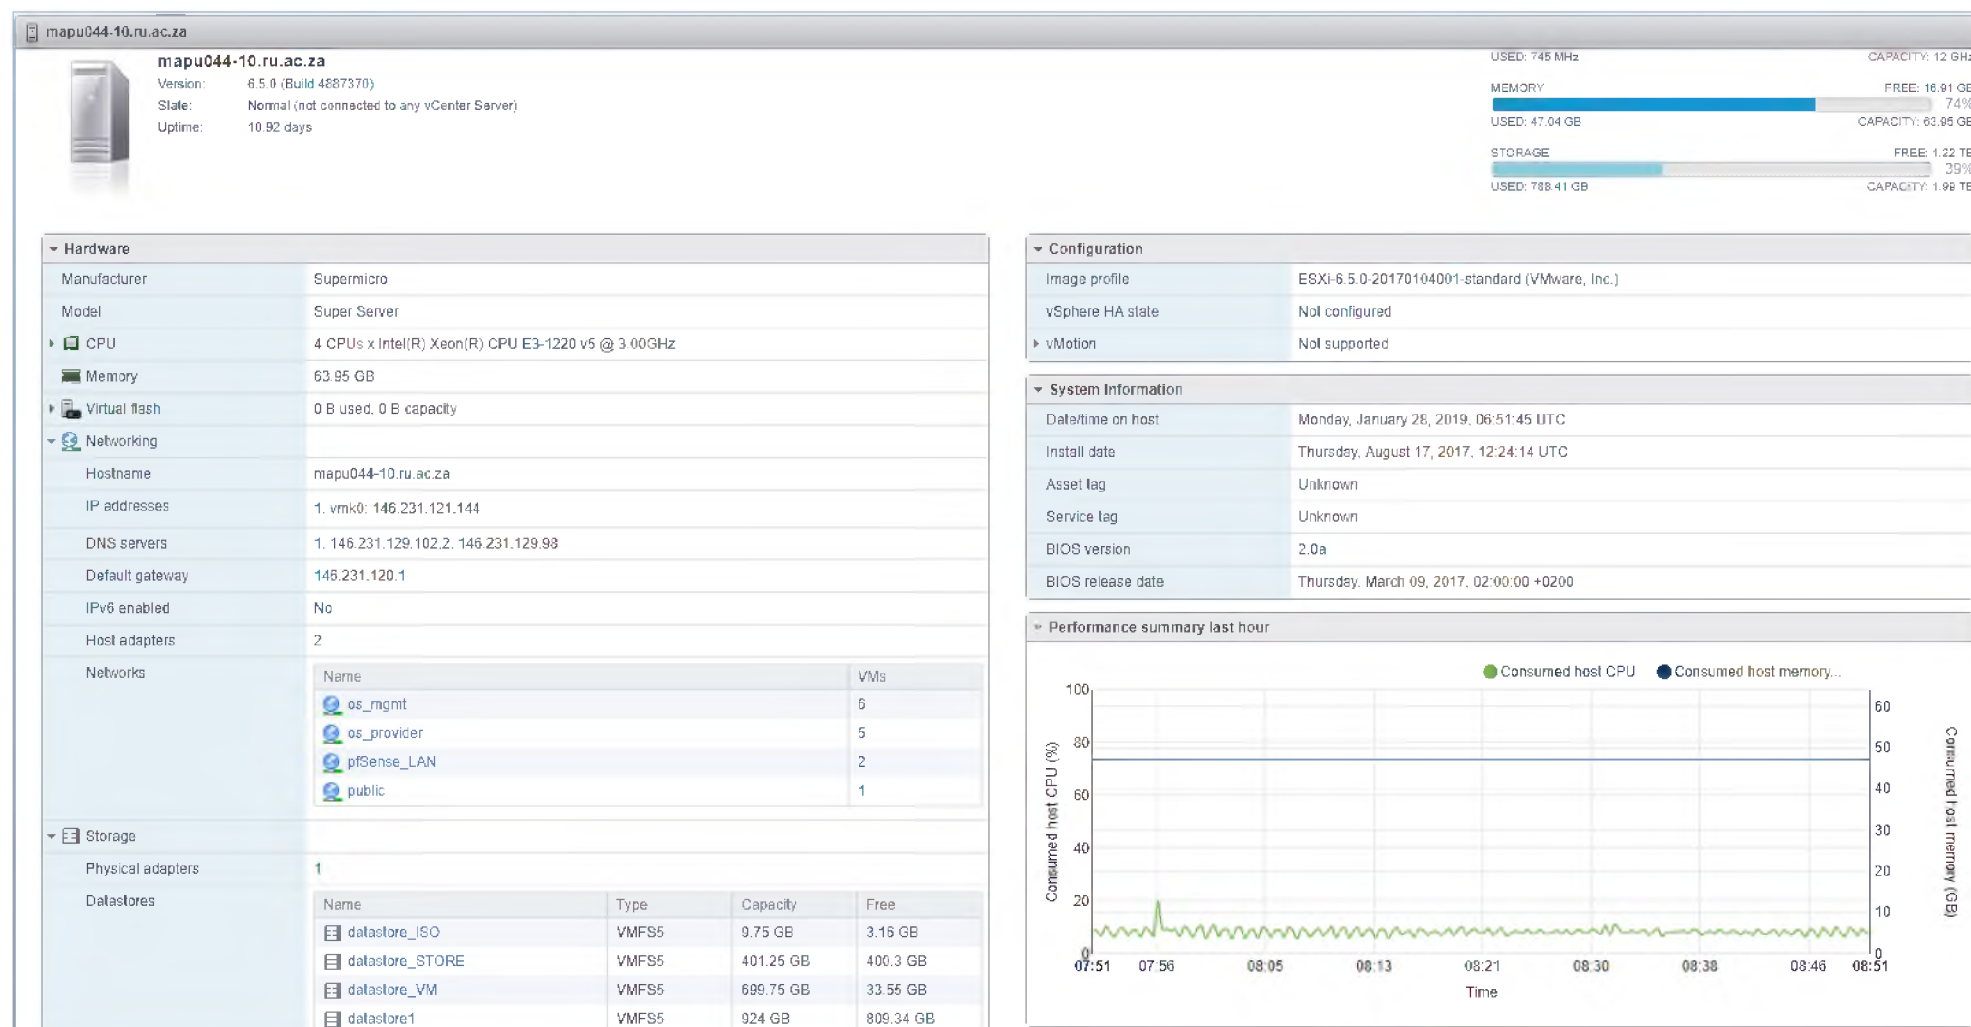 mapu044-10.ru.ac.za
mapu044-10.ru.ac.za
Version: 6.5.0 (Build 4887370)
State: Normal (not connected to any vCenter Server)
Uptime: 10.92 days
USED: 745 MHz CAPACITY: 12 GHz
MEMORY FREE: 16.91 GB
74%
USED: 47.04 GB CAPACITY: 63.95 GB
STORAGE FREE: 1.22 TB
39%
USED: 788.41 GB CAPACITY: 1.99 TB
Hardware
Manufacturer Supermicro
Model Super Server
CPU 4 CPUs x Intel(R) Xeon(R) CPU E3-1220 v5 @ 3.00GHz
Memory 63.95 GB
Virtual flash 0 B used, 0 B capacity
Networking
Hostname mapu044-10.ru.ac.za
IP addresses 1. vmk0: 146.231.121.144
DNS servers 1. 146.231.129.102,2. 146.231.129.98
Default gateway 146.231.120.1
IPv6 enabled No
Host adapters 2
Networks Name VMs
os_mgmt 6
os_provider 5
pfSense_LAN 2
public 1
Storage
Physical adapters 1
Datastores Name Type Capacity Free
datastore_ISO VMFS5 9.75 GB 3.16 GB
datastore_STORE VMFS5 401.25 GB 400.3 GB
datastore_VM VMFS5 699.75 GB 33.55 GB
datastore1 VMFS5 924 GB 809.34 GB
Configuration
Image profile ESXi-6.5.0-20170104001-standard (VMware, Inc.)
vSphere HA state Not configured
vMotion Not supported
System Information
Date/time on host Monday, January 28, 2019, 06:51:45 UTC
Install date Thursday, August 17, 2017, 12:24:14 UTC
Asset tag Unknown
Service tag Unknown
BIOS version 2.0a
BIOS release date Thursday, March 09, 2017, 02:00:00 +0200
Performance summary last hour
Consumed host CPU Consumed host memory...
Consumed host CPU (%)
100
80
60
40
20
0
60
50
40
30
20
10
0
Consumed host memory (GB)
07:51 07:56 08:05 08:13 08:21 08:30 08:38 08:46 08:51
Time